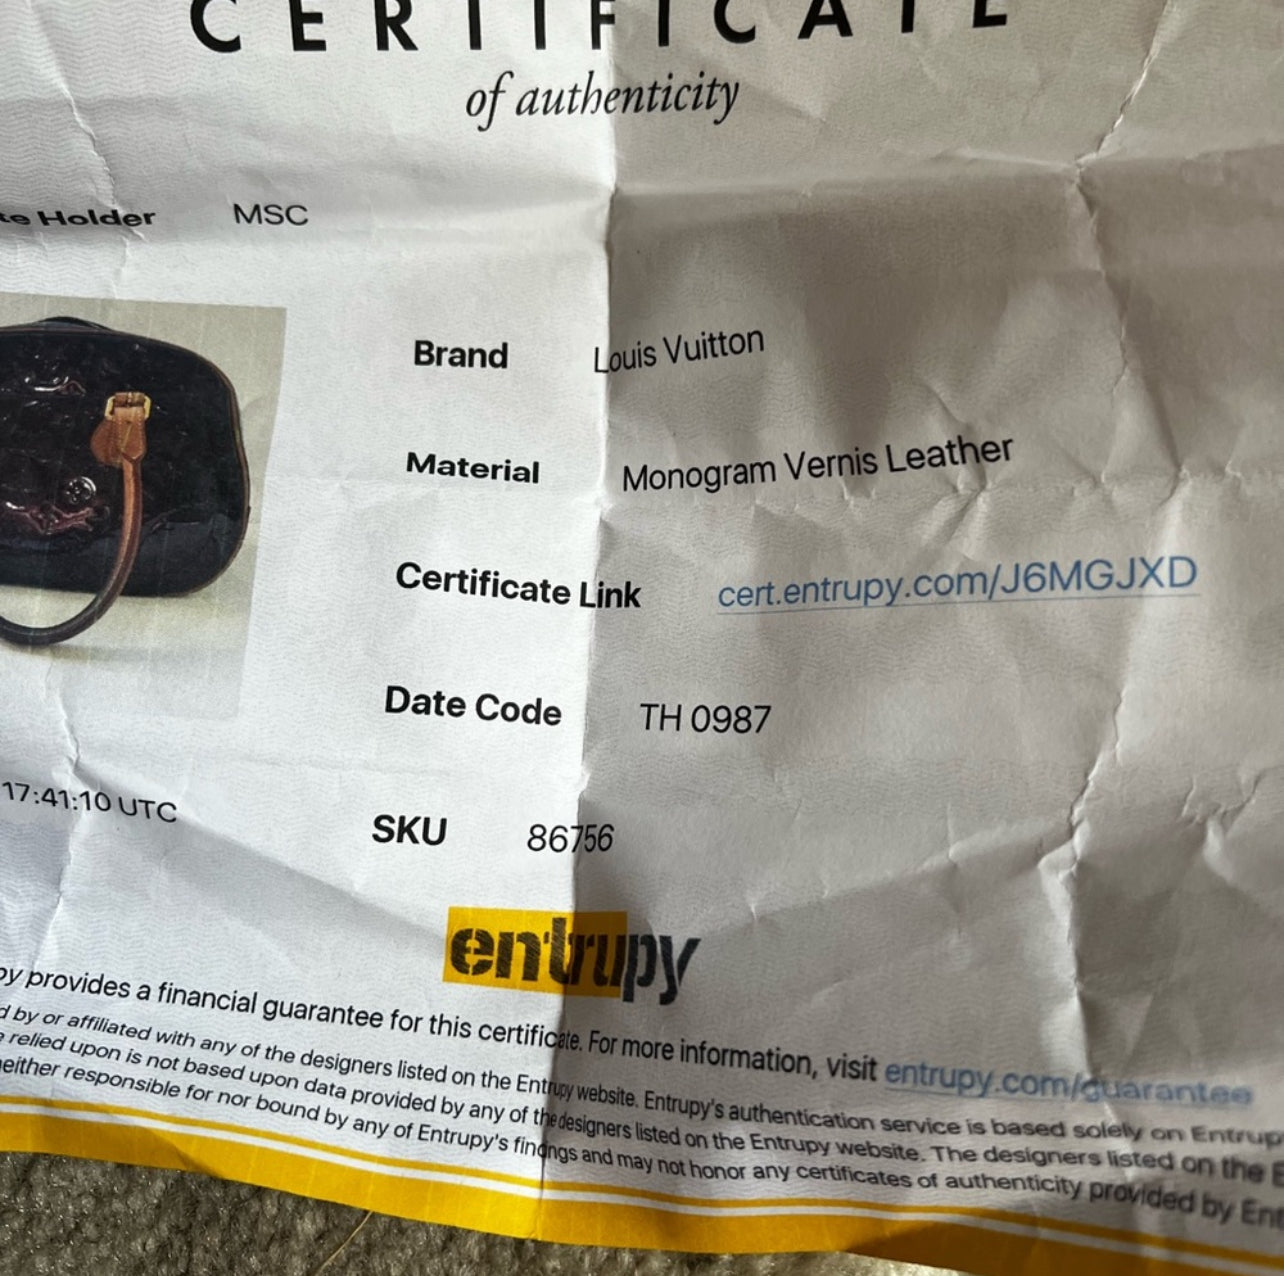 CERTIFICATE
of authenticity
te Holder MSC
Brand Louis Vuitton
Material Monogram Vernis Leather
Certificate Link cert.entrupy.com/J6MGJXD
Date Code TH 0987
17:41:10 UTC
SKU 86756
entrupy
py provides a financial guarantee for this certificate. For more information, visit entrupy.com/guarantee
d by or affiliated with any of the designers listed on the Entrupy website. Entrupy's authentication service is based solely on Entrup
e relied upon is not based upon data provided by any of the designers listed on the Entrupy website. The designers listed on the E
neither responsible for nor bound by any of Entrupy's findings and may not honor any certificates of authenticity provided by Ent